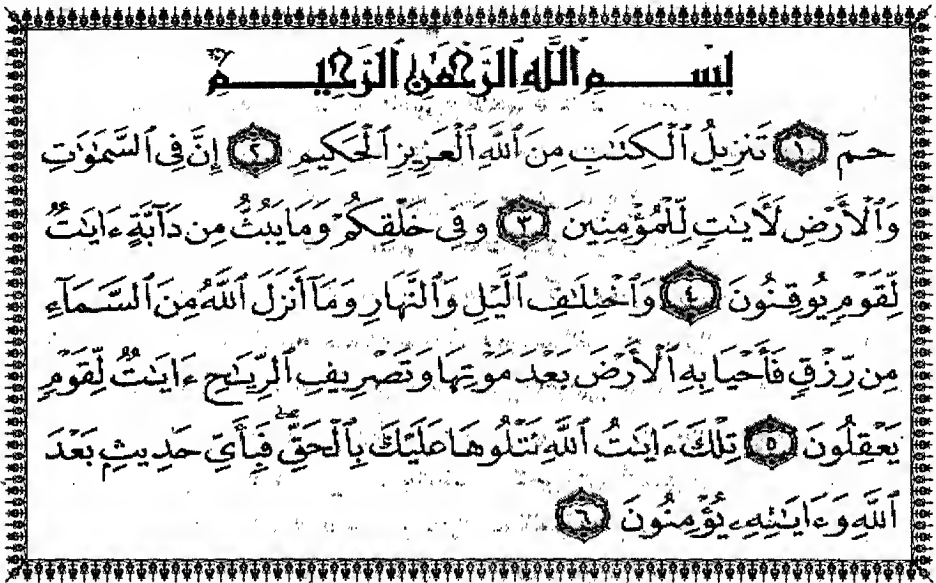 بِسْمِ ٱللَّهِ ٱلرَّحْمَٰنِ ٱلرَّحِيمِ
حمٓ ١ تَنزِيلُ ٱلْكِتَٰبِ مِنَ ٱللَّهِ ٱلْعَزِيزِ ٱلْحَكِيمِ ٢ إِنَّ فِى ٱلسَّمَٰوَٰتِ
وَٱلْأَرْضِ لَءَايَٰتٍ لِّلْمُؤْمِنِينَ ٣ وَفِى خَلْقِكُمْ وَمَا يَبُثُّ مِن دَآبَّةٍ ءَايَٰتٌ
لِّقَوْمٍ يُوقِنُونَ ٤ وَٱخْتِلَٰفِ ٱلَّيْلِ وَٱلنَّهَارِ وَمَآ أَنزَلَ ٱللَّهُ مِنَ ٱلسَّمَآءِ
مِن رِّزْقٍ فَأَحْيَا بِهِ ٱلْأَرْضَ بَعْدَ مَوْتِهَا وَتَصْرِيفِ ٱلرِّيَٰحِ ءَايَٰتٌ لِّقَوْمٍ
يَعْقِلُونَ ٥ تِلْكَ ءَايَٰتُ ٱللَّهِ نَتْلُوهَا عَلَيْكَ بِٱلْحَقِّ ۖ فَبِأَىِّ حَدِيثٍۭ بَعْدَ
ٱللَّهِ وَءَايَٰتِهِۦ يُؤْمِنُونَ ٦